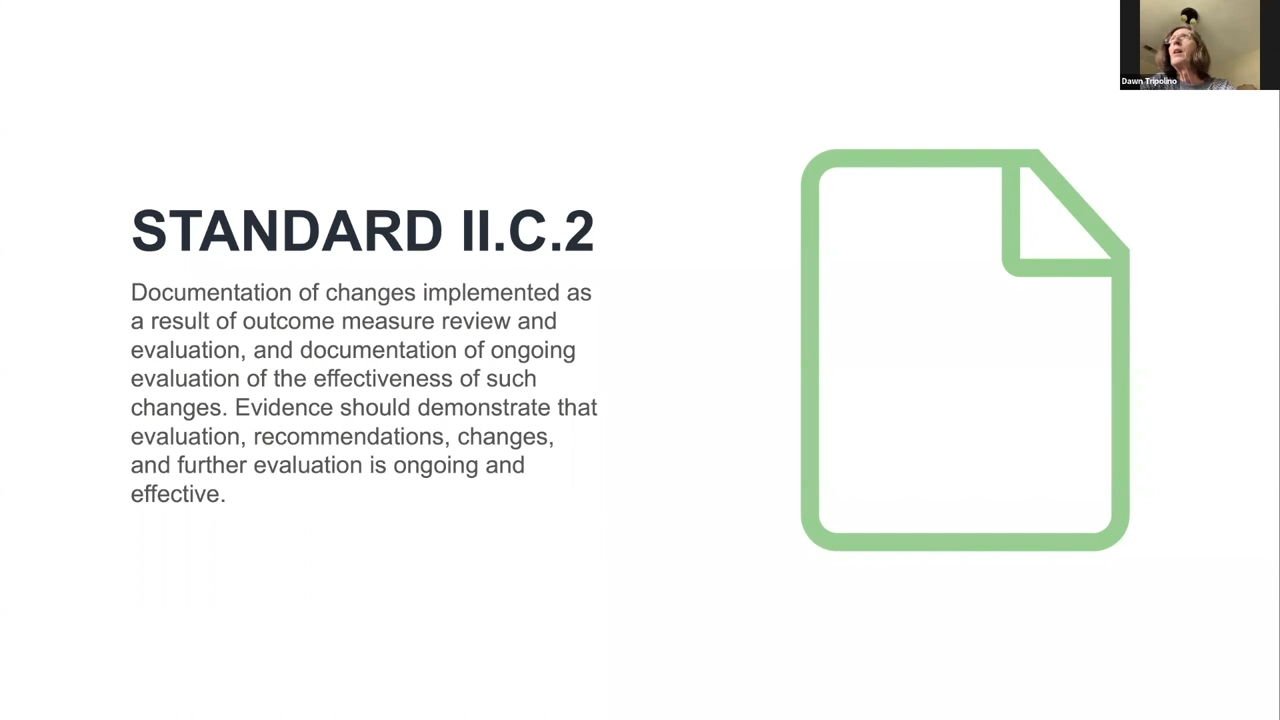 Dawn Tripolino
STANDARD II.C.2
Documentation of changes implemented as
a result of outcome measure review and
evaluation, and documentation of ongoing
evaluation of the effectiveness of such
changes. Evidence should demonstrate that
evaluation, recommendations, changes,
and further evaluation is ongoing and
effective.